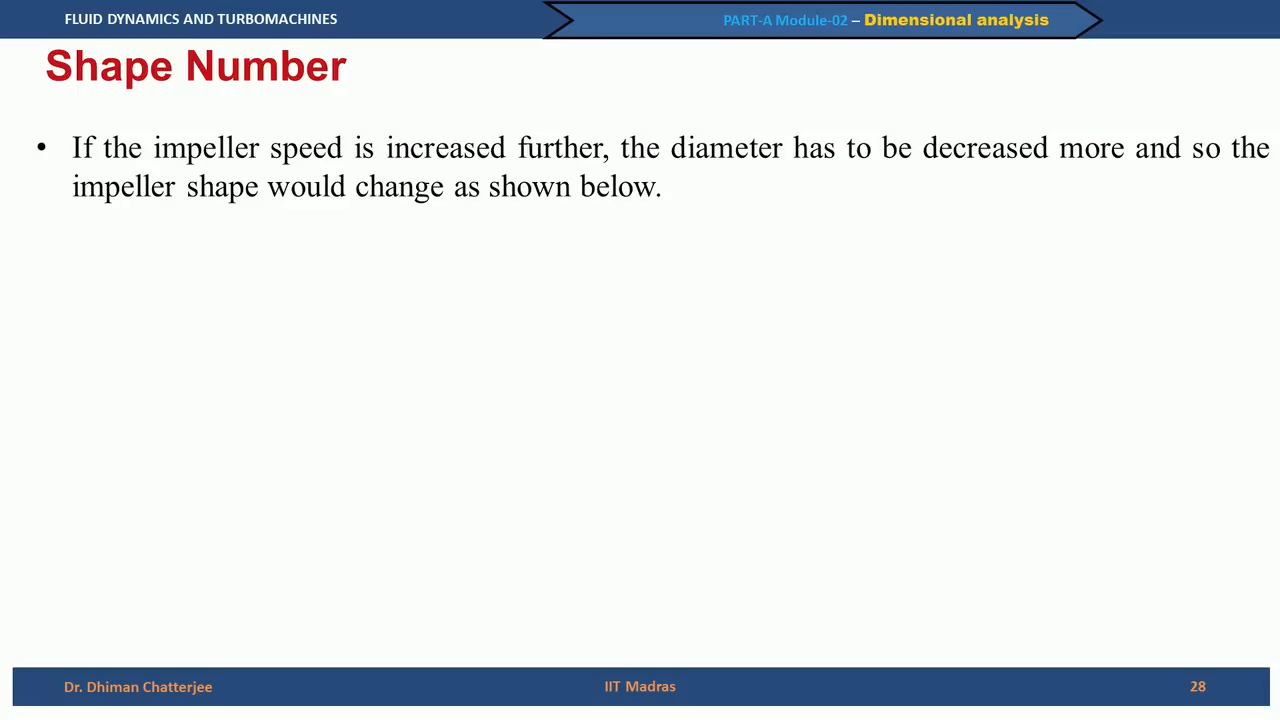 FLUID DYNAMICS AND TURBOMACHINES
PART-A Module-02 – Dimensional analysis
Shape Number
• If the impeller speed is increased further, the diameter has to be decreased more and so the
impeller shape would change as shown below.
Dr. Dhiman Chatterjee
IIT Madras
28